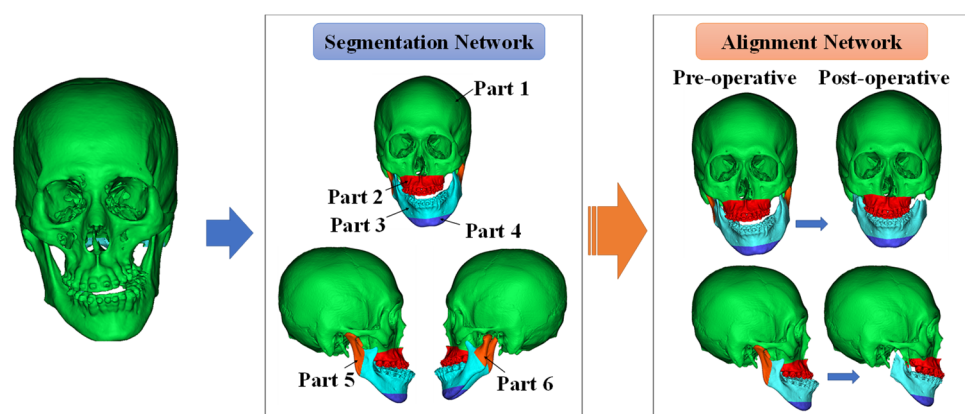 Segmentation Network
Part 1
Part 2
Part 3
Part 4
Part 5
Part 6
Alignment Network
Pre-operative
Post-operative